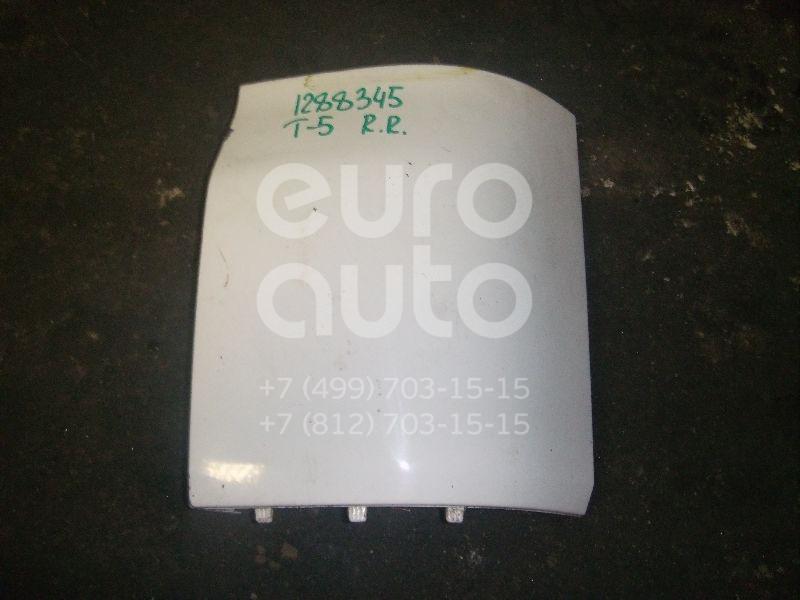 1288345
T-5 R.R.
euro
auto
+7 (499) 703-15-15
+7 (812) 703-15-15